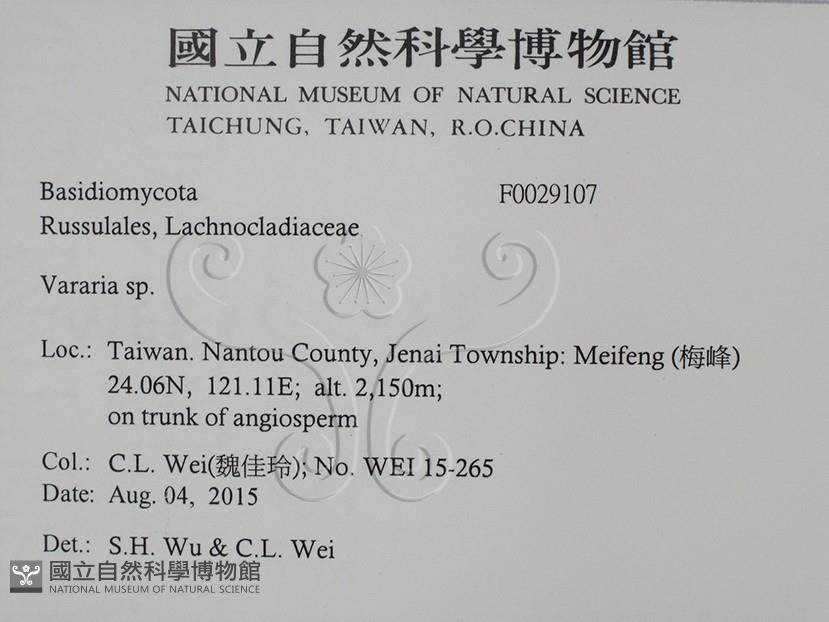 國立自然科學博物館
NATIONAL MUSEUM OF NATURAL SCIENCE
TAICHUNG, TAIWAN, R.O.CHINA
Basidiomycota F0029107
Russulales, Lachnocladiaceae
Vararia sp.
Loc.: Taiwan. Nantou County, Jenai Township: Meifeng (梅峰)
24.06N, 121.11E; alt. 2,150m;
on trunk of angiosperm
Col.: C.L. Wei(魏佳玲); No. WEI 15-265
Date: Aug. 04, 2015
Det.: S.H. Wu & C.L. Wei
國立自然科學博物館
NATIONAL MUSEUM OF NATURAL SCIENCE